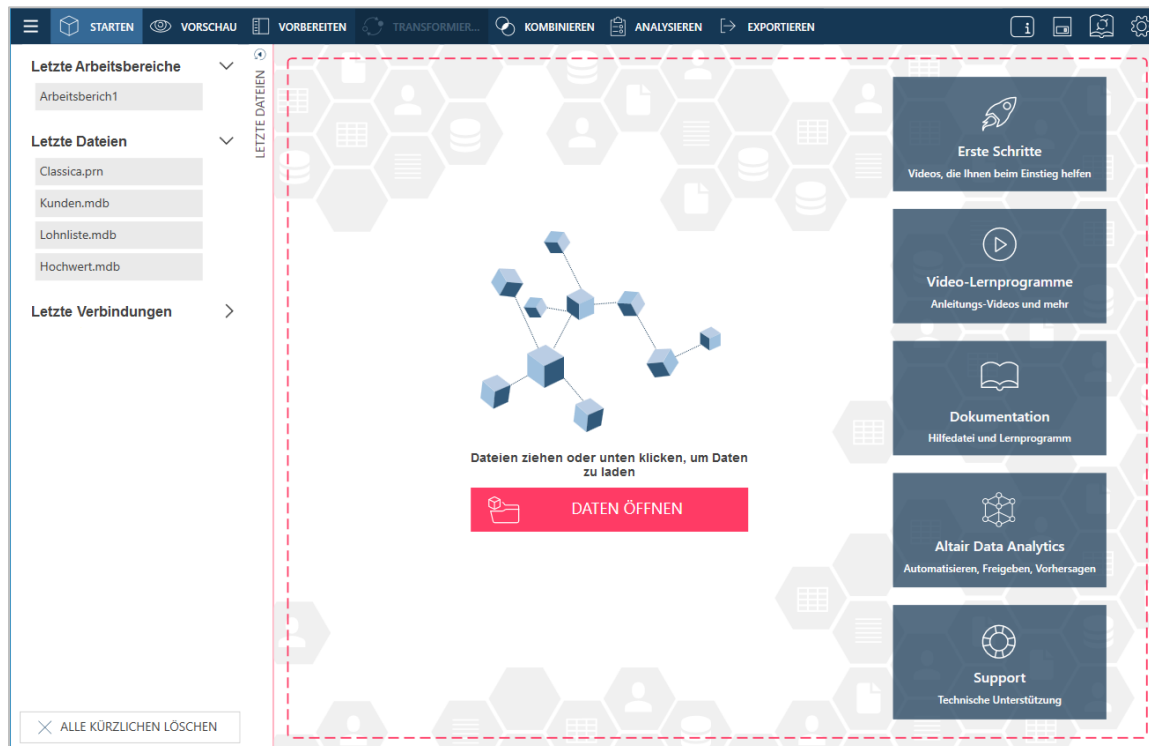 STARTEN
VORSCHAU
VORBEREITEN
TRANSFORMIER...
KOMBINIEREN
ANALYSIEREN
EXPORTIEREN
Letzte Arbeitsbereiche
Arbeitsberich1
Letzte Dateien
Classica.prn
Kunden.mdb
Lohnliste.mdb
Hochwert.mdb
Letzte Verbindungen
ALLE KÜRZLICHEN LÖSCHEN
LETZTE DATEIEN
Dateien ziehen oder unten klicken, um Daten
zu laden
DATEN ÖFFNEN
Erste Schritte
Videos, die Ihnen beim Einstieg helfen
Video-Lernprogramme
Anleitungs-Videos und mehr
Dokumentation
Hilfedatei und Lernprogramm
Altair Data Analytics
Automatisieren, Freigeben, Vorhersagen
Support
Technische Unterstützung